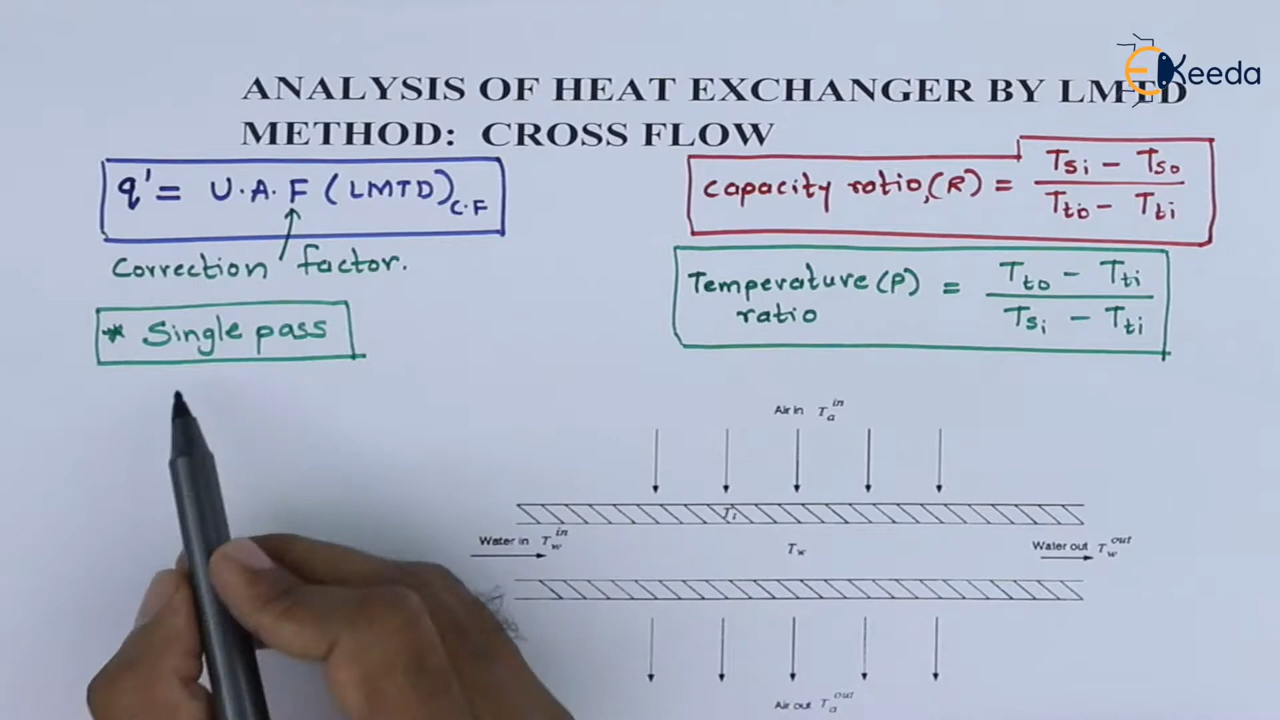 EKeeda
ANALYSIS OF HEAT EXCHANGER BY LMTD
METHOD: CROSS FLOW
q' = U.A.F (LMTD)C.F
Correction factor.
* Single pass
Capacity ratio,(R) = Tsi - Tso / Tto - Tti
Temperature (P) ratio = Tto - Tti / Tsi - Tti
Air in Ta^in
Ti
Water in Tw^in
Tw
Water out Tw^out
Air out Ta^out